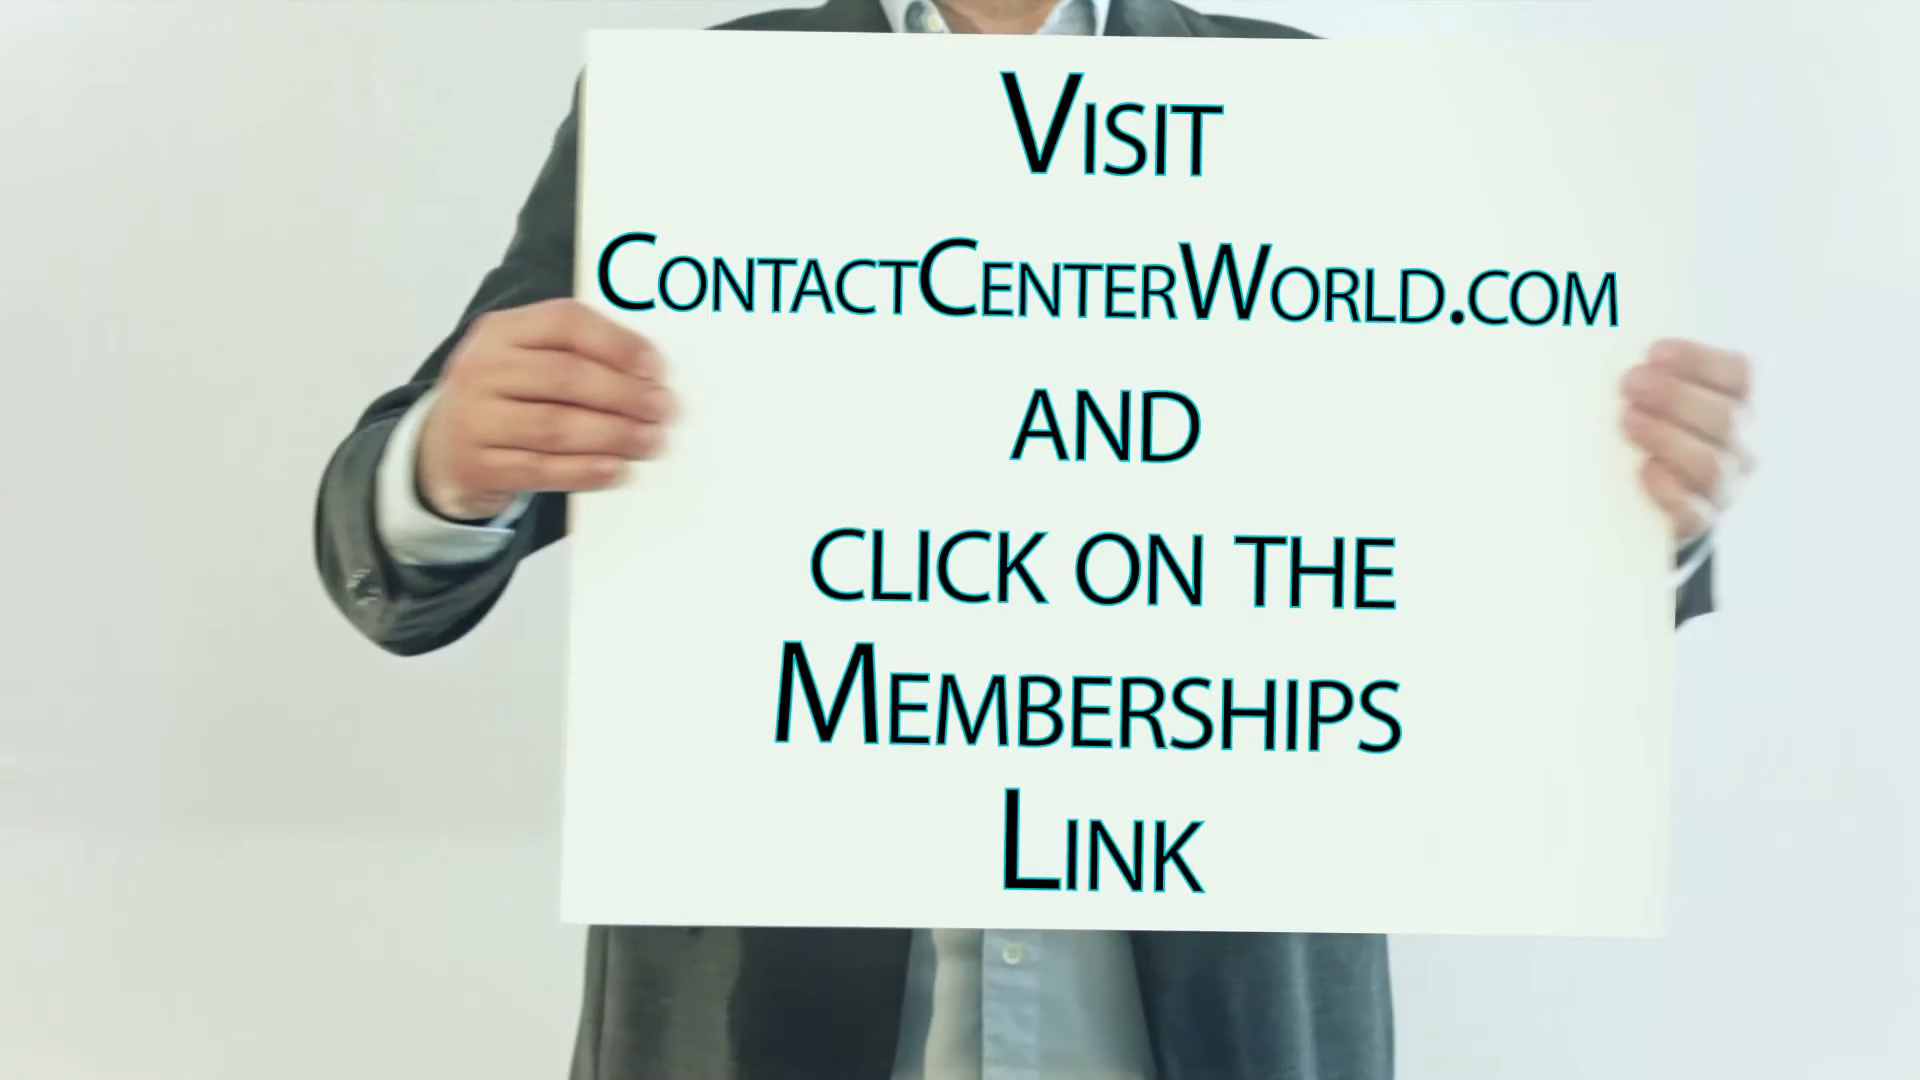 Visit
ContactCenterWorld.com
and
click on the
Memberships
Link